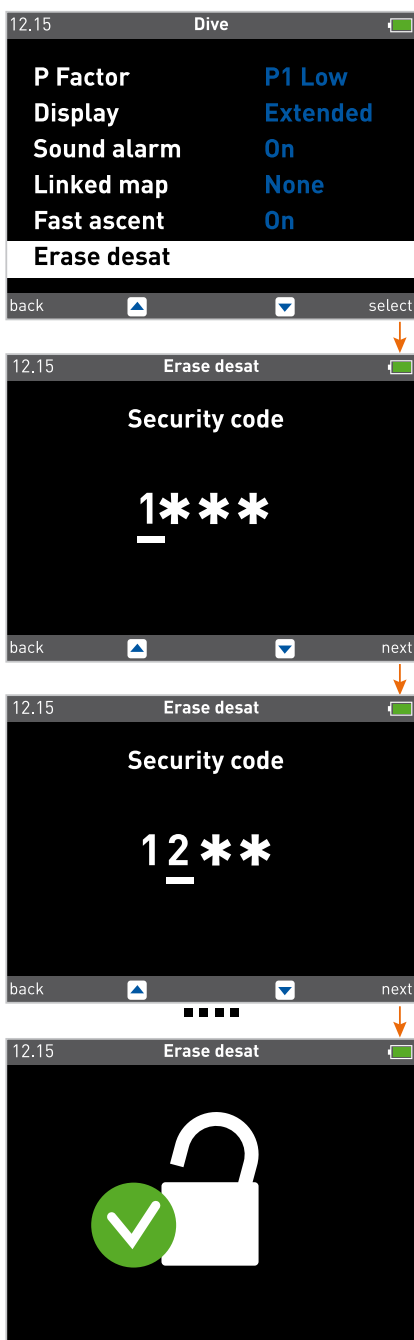 12.15 Dive
P Factor P1 Low
Display Extended
Sound alarm On
Linked map None
Fast ascent On
Erase desat
back select
12.15 Erase desat
Security code
1***
back next
12.15 Erase desat
Security code
12**
back next
12.15 Erase desat